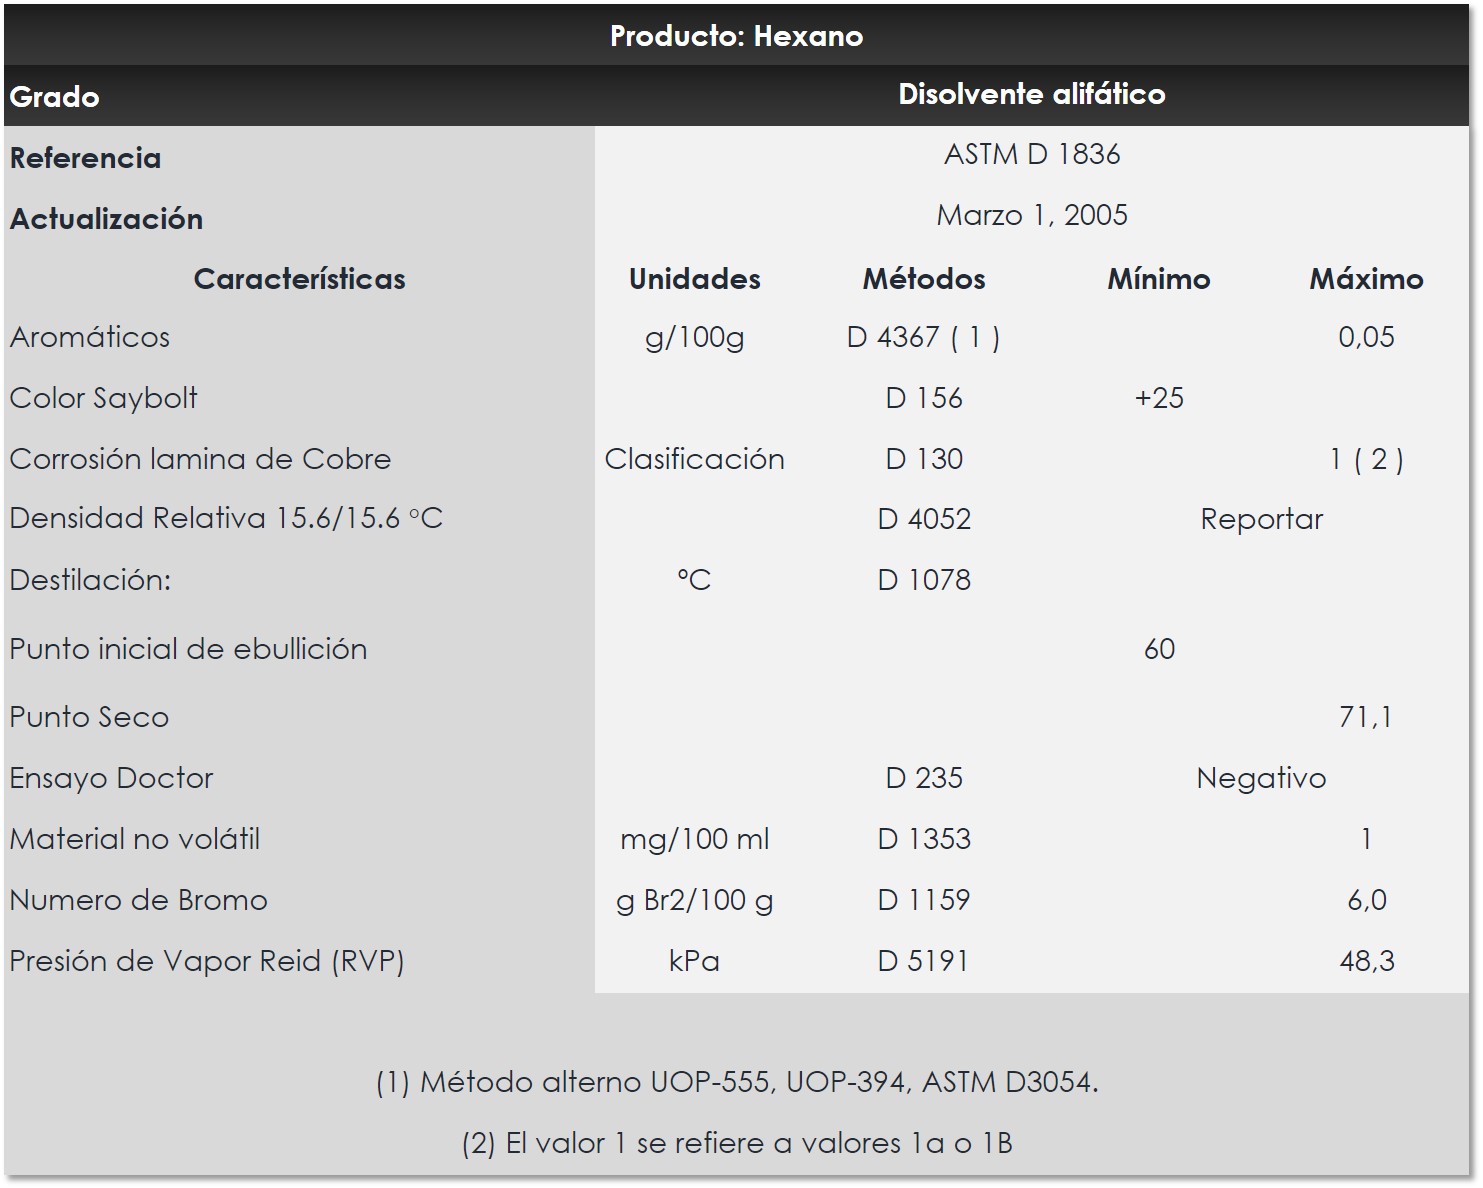 Producto: Hexano
Grado Disolvente alifático
Referencia ASTM D 1836
Actualización Marzo 1, 2005
Características Unidades Métodos Mínimo Máximo
Aromáticos g/100g D 4367 ( 1 ) 0,05
Color Saybolt D 156 +25
Corrosión lamina de Cobre Clasificación D 130 1 ( 2 )
Densidad Relativa 15.6/15.6 °C D 4052 Reportar
Destilación: ºC D 1078
Punto inicial de ebullición 60
Punto Seco 71,1
Ensayo Doctor D 235 Negativo
Material no volátil mg/100 ml D 1353 1
Numero de Bromo g Br2/100 g D 1159 6,0
Presión de Vapor Reid (RVP) kPa D 5191 48,3
(1) Método alterno UOP-555, UOP-394, ASTM D3054.
(2) El valor 1 se refiere a valores 1a o 1B